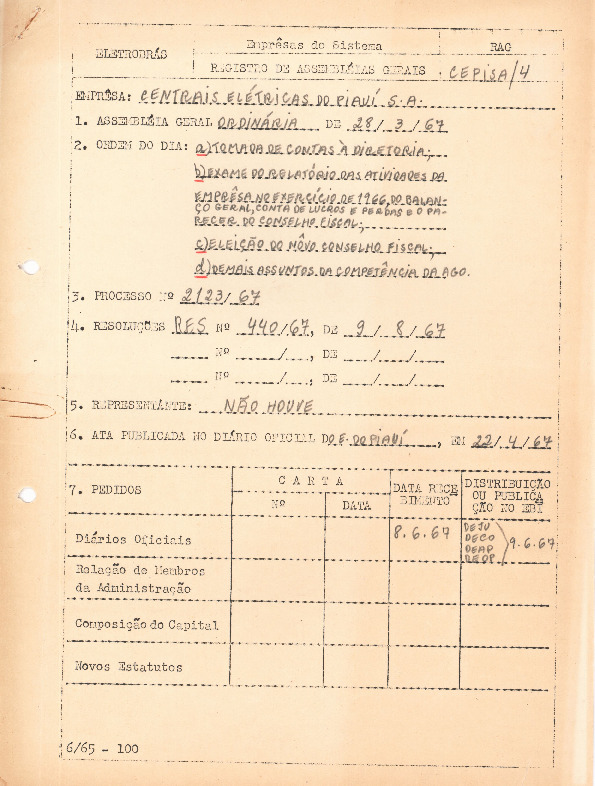 ELETROBRÁS
Emprêsas do Sistema
RAG
REGISTRO DE ASSEMBLÉIAS GERAIS
CEPISA/4
EMPRÊSA: CENTRAIS ELÉTRICAS DO PIAUÍ S.A.
1. ASSEMBLÉIA GERAL ORDINÁRIA DE 28/3/67
2. ORDEM DO DIA: a) TOMADA DE CONTAS À DIRETORIA;
b) EXAME DO RELATÓRIO DAS ATIVIDADES DA
EMPRÊSA NO EXERCÍCIO DE 1966, DO BALAN-
ÇO GERAL, CONTA DE LUCROS E PERDAS E O PA-
RECER DO CONSELHO FISCAL;
c) ELEIÇÃO DO NÔVO CONSELHO FISCAL;
d) DEMAIS ASSUNTOS DA COMPETÊNCIA DA AGO.
3. PROCESSO Nº 2123/67
4. RESOLUÇÕES RES Nº 440/67, DE 9/8/67
Nº / , DE / /
Nº / , DE / /
5. REPRESENTANTE: NÃO HOUVE
6. ATA PUBLICADA NO DIÁRIO OFICIAL DO E. DO PIAUÍ, EM 22/4/67
7. PEDIDOS
CARTA
Nº
DATA
DATA RECE
BIMENTO
DISTRIBUIÇÃO
OU PUBLICA
ÇÃO NO EBI
Diários Oficiais
8.6.67
DEJU
DECO
DEAP
DEOP
9.6.67
Relação de Membros
da Administração
Composição do Capital
Novos Estatutos
6/65 - 100